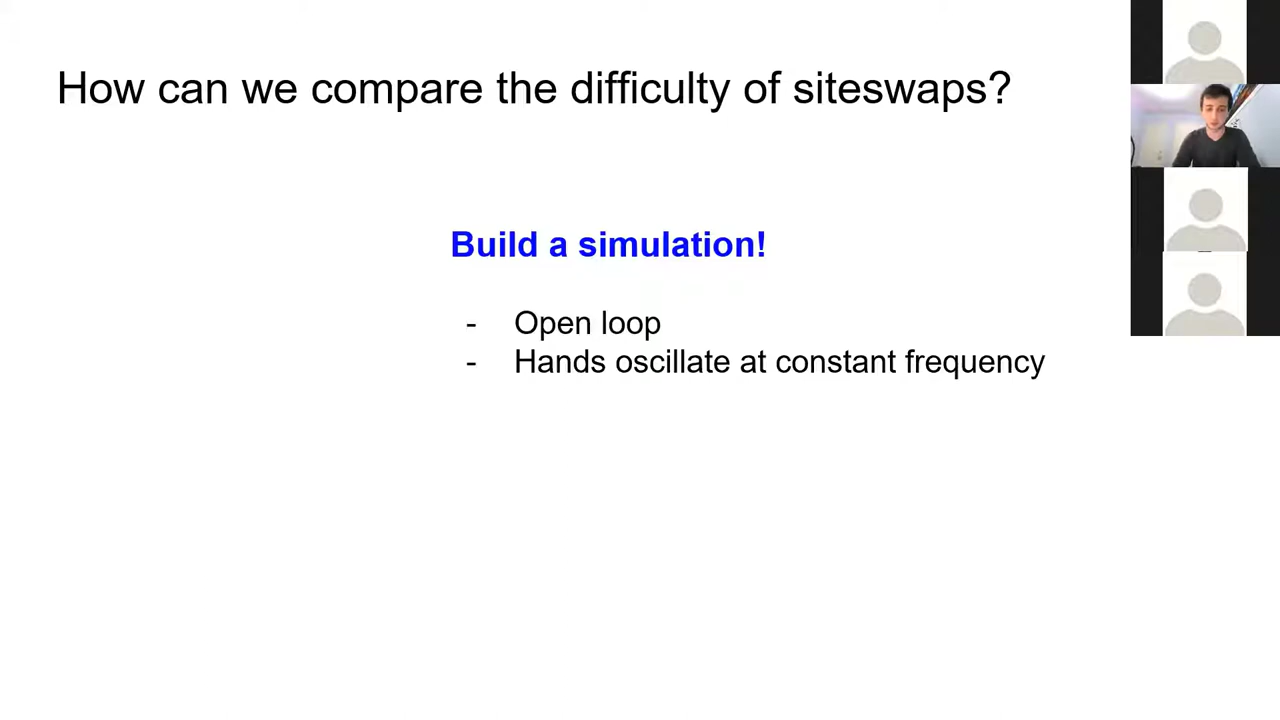 How can we compare the difficulty of siteswaps?
Build a simulation!
- Open loop
- Hands oscillate at constant frequency